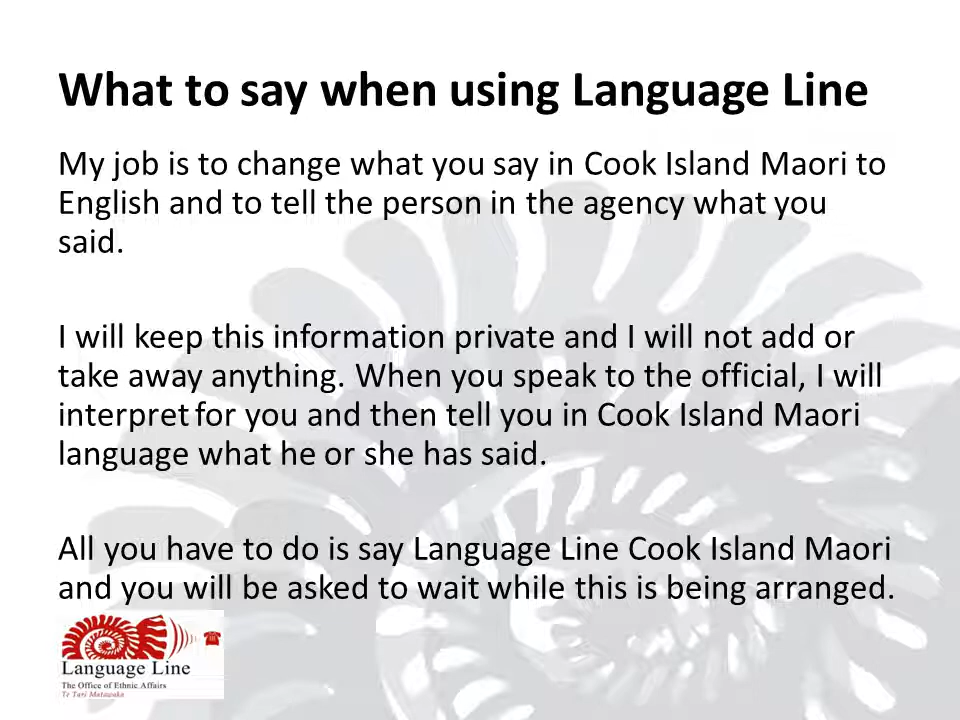 What to say when using Language Line
My job is to change what you say in Cook Island Maori to
English and to tell the person in the agency what you
said.
I will keep this information private and I will not add or
take away anything. When you speak to the official, I will
interpret for you and then tell you in Cook Island Maori
language what he or she has said.
All you have to do is say Language Line Cook Island Maori
and you will be asked to wait while this is being arranged.
Language Line
The Office of Ethnic Affairs
Te Tari Matawaka